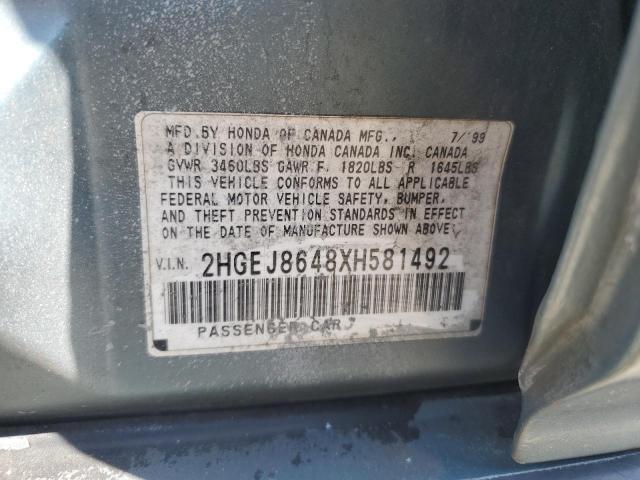 MFD. BY HONDA OF CANADA MFG., 7/'99
A DIVISION OF HONDA CANADA INC. CANADA
GVWR 3460LBS GAWR F. 1820LBS R 1645LBS
THIS VEHICLE CONFORMS TO ALL APPLICABLE
FEDERAL MOTOR VEHICLE SAFETY, BUMPER,
AND THEFT PREVENTION STANDARDS IN EFFECT
ON THE DATE OF MANUFACTURE SHOWN ABOVE.
V.I.N. 2HGEJ8648XH581492
PASSENGER CAR